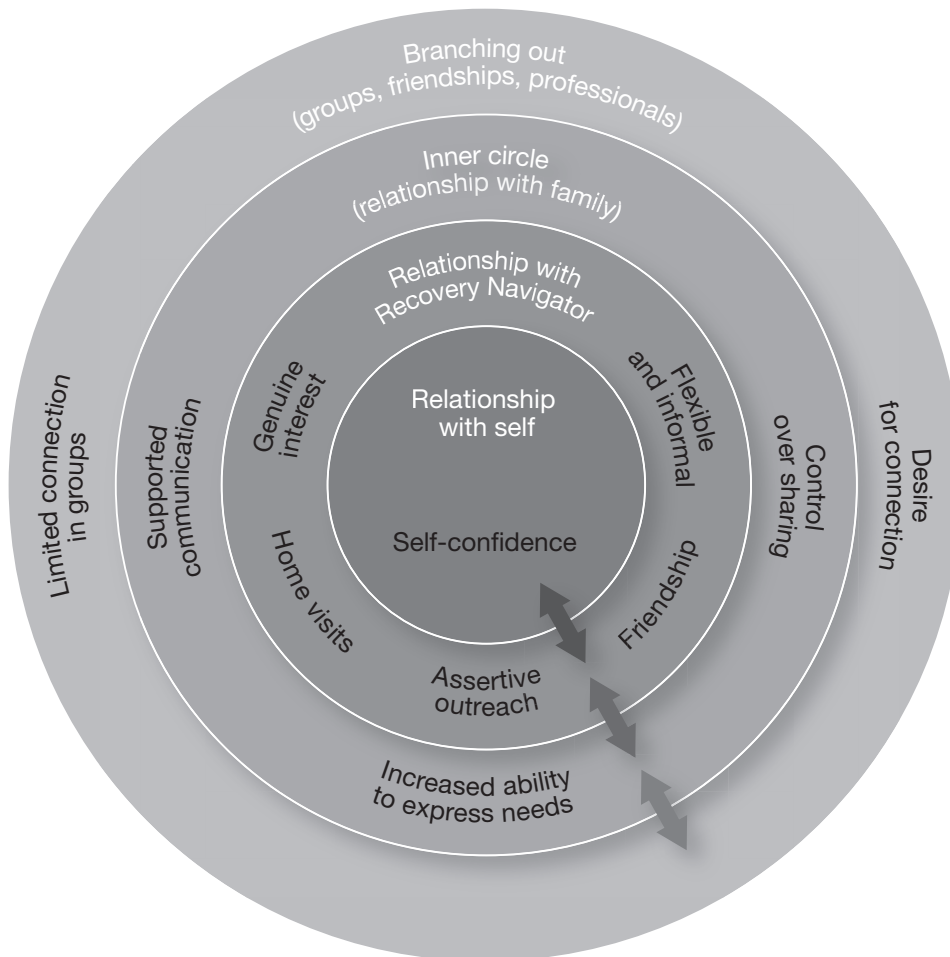 Branching out
(groups, friendships, professionals)
Inner circle
(relationship with family)
Relationship with
Recovery Navigator
Relationship
with self
Self-confidence
Genuine
interest
Flexible
and informal
Home visits
Friendship
Assertive
outreach
Supported
communication
Control
over sharing
Increased ability
to express needs
Limited connection
in groups
Desire
for connection